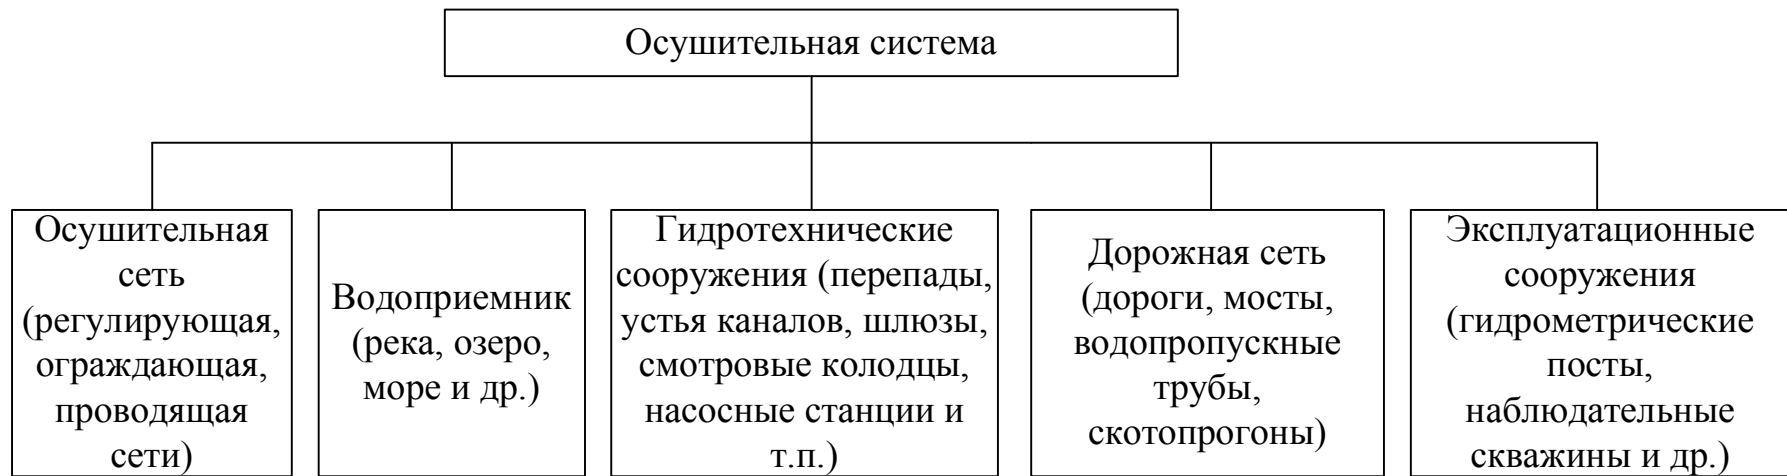 Осушительная система
Осушительная
сеть
(регулирующая,
ограждающая,
проводящая
сети)
Водоприемник
(река, озеро,
море и др.)
Гидротехнические
сооружения (перепады,
устья каналов, шлюзы,
смотровые колодцы,
насосные станции и
т.п.)
Дорожная сеть
(дороги, мосты,
водопропускные
трубы,
скотопрогоны)
Эксплуатационные
сооружения
(гидрометрические
посты,
наблюдательные
скважины и др.)